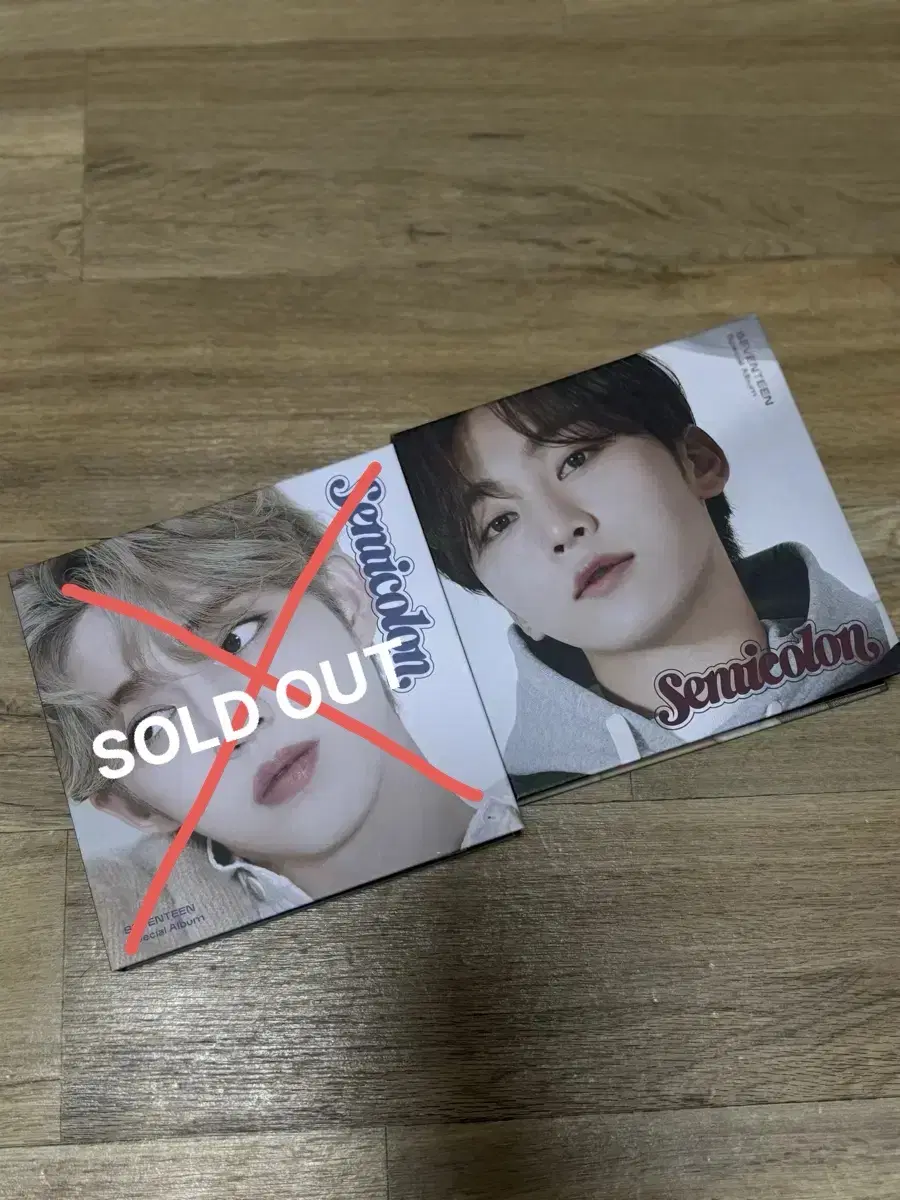 SEVENTEEN
Special Album
Semicolon
Semicolon
SOLD OUT
SEVENTEEN
Special Album